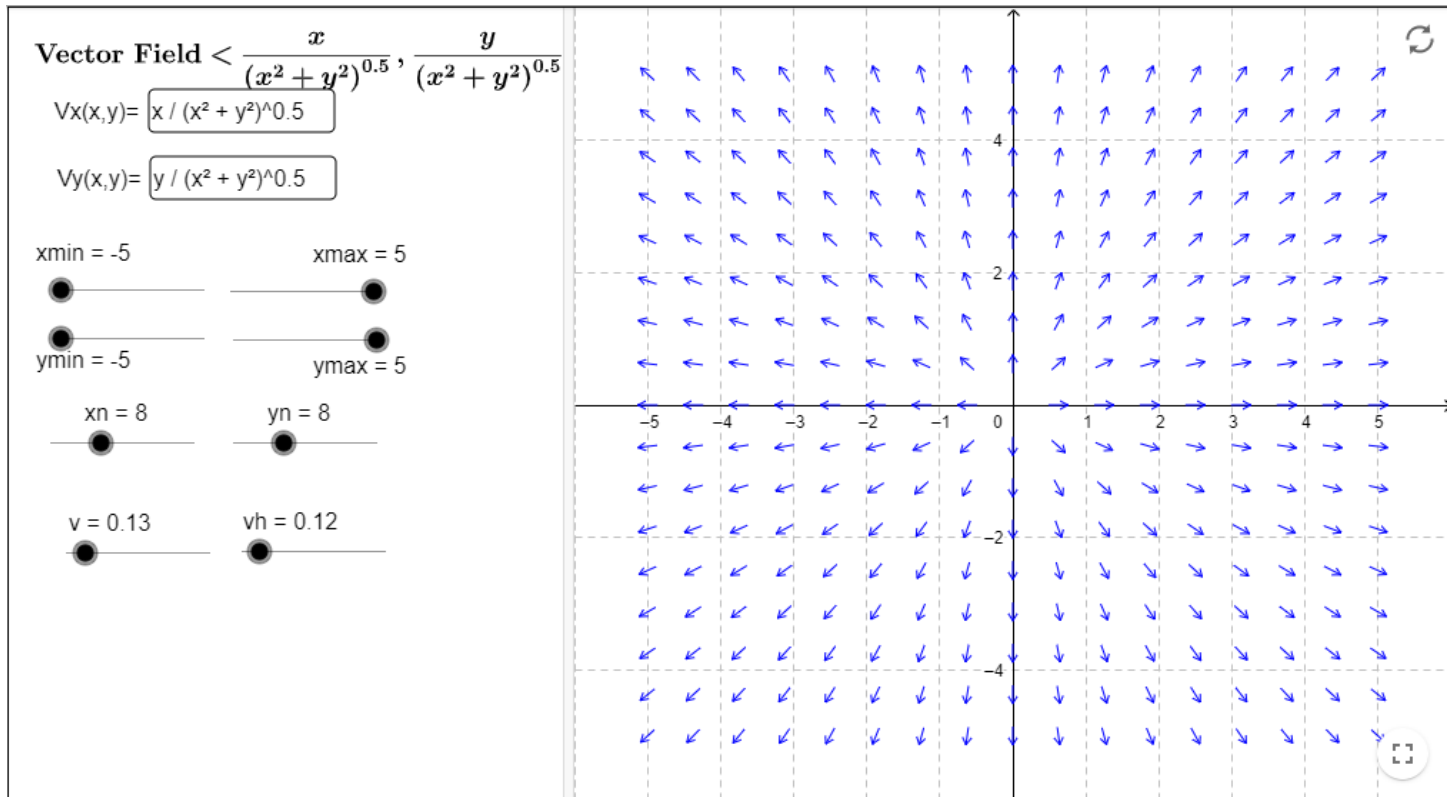 Vector Field < x / (x² + y²)^0.5 , y / (x² + y²)^0.5
Vx(x,y)= x / (x² + y²)^0.5
Vy(x,y)= y / (x² + y²)^0.5
xmin = -5 xmax = 5
ymin = -5 ymax = 5
xn = 8 yn = 8
v = 0.13 vh = 0.12
4
2
−5 −4 −3 −2 −1 0 1 2 3 4 5
−2
−4